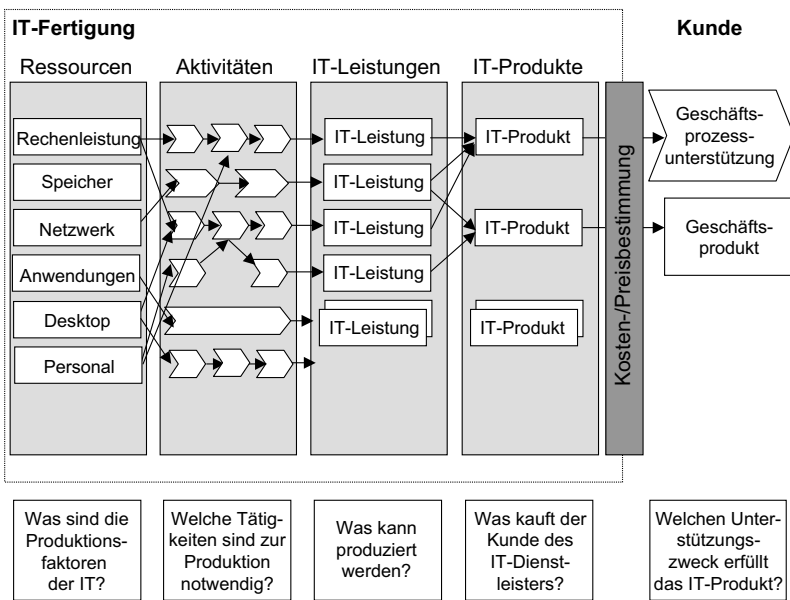 IT-Fertigung
Kunde
Ressourcen
Aktivitäten
IT-Leistungen
IT-Produkte
Rechenleistung
Speicher
Netzwerk
Anwendungen
Desktop
Personal
IT-Leistung
IT-Leistung
IT-Leistung
IT-Leistung
IT-Leistung
IT-Produkt
IT-Produkt
IT-Produkt
Kosten-/Preisbestimmung
Geschäfts-
prozess-
unterstützung
Geschäfts-
produkt
Was sind die
Produktions-
faktoren
der IT?
Welche Tätig-
keiten sind zur
Produktion
notwendig?
Was kann
produziert
werden?
Was kauft der
Kunde des
IT-Dienst-
leisters?
Welchen Unter-
stützungs-
zweck erfüllt
das IT-Produkt?